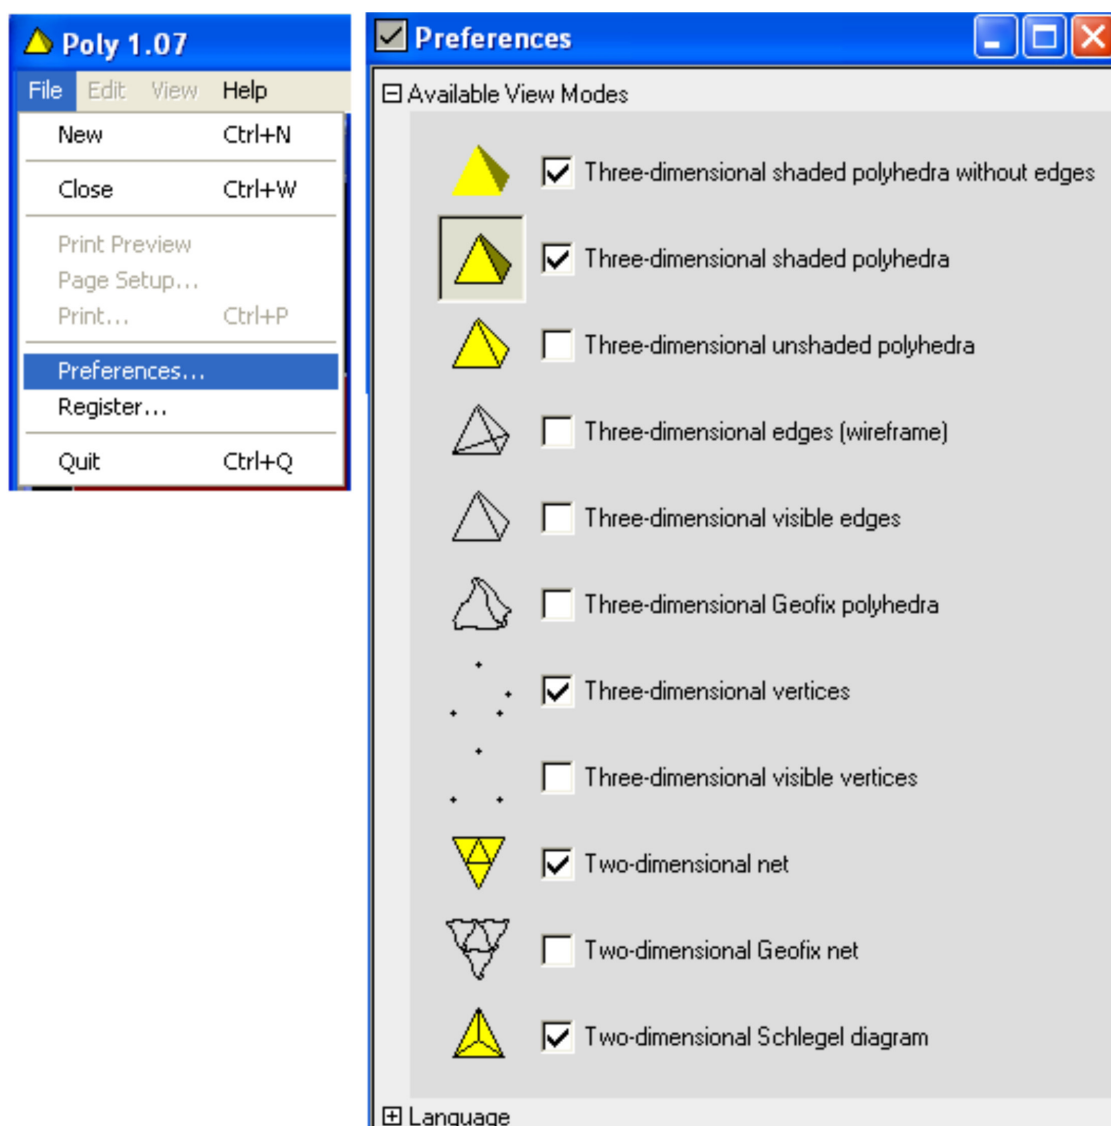 Poly 1.07
File Edit View Help
New Ctrl+N
Close Ctrl+W
Print Preview
Page Setup...
Print... Ctrl+P
Preferences...
Register...
Quit Ctrl+Q
Preferences
Available View Modes
Three-dimensional shaded polyhedra without edges
Three-dimensional shaded polyhedra
Three-dimensional unshaded polyhedra
Three-dimensional edges (wireframe)
Three-dimensional visible edges
Three-dimensional Geofix polyhedra
Three-dimensional vertices
Three-dimensional visible vertices
Two-dimensional net
Two-dimensional Geofix net
Two-dimensional Schlegel diagram
Language